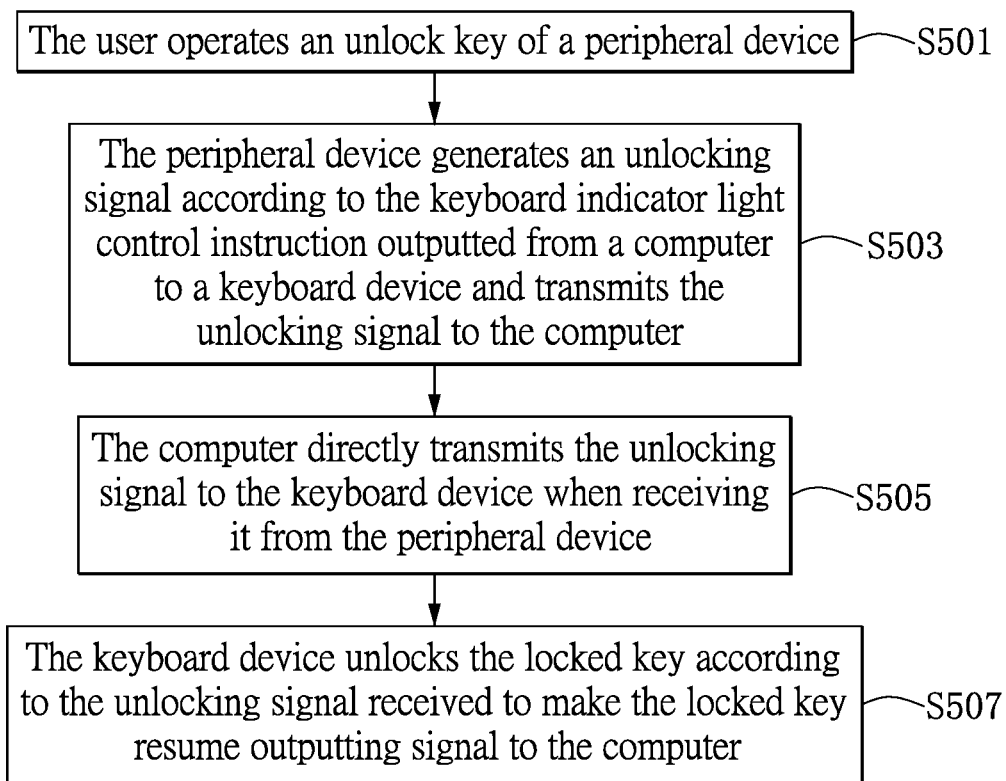 The user operates an unlock key of a peripheral device
S501
The peripheral device generates an unlocking
signal according to the keyboard indicator light
control instruction outputted from a computer
to a keyboard device and transmits the
unlocking signal to the computer
S503
The computer directly transmits the unlocking
signal to the keyboard device when receiving
it from the peripheral device
S505
The keyboard device unlocks the locked key according
to the unlocking signal received to make the locked key
resume outputting signal to the computer
S507